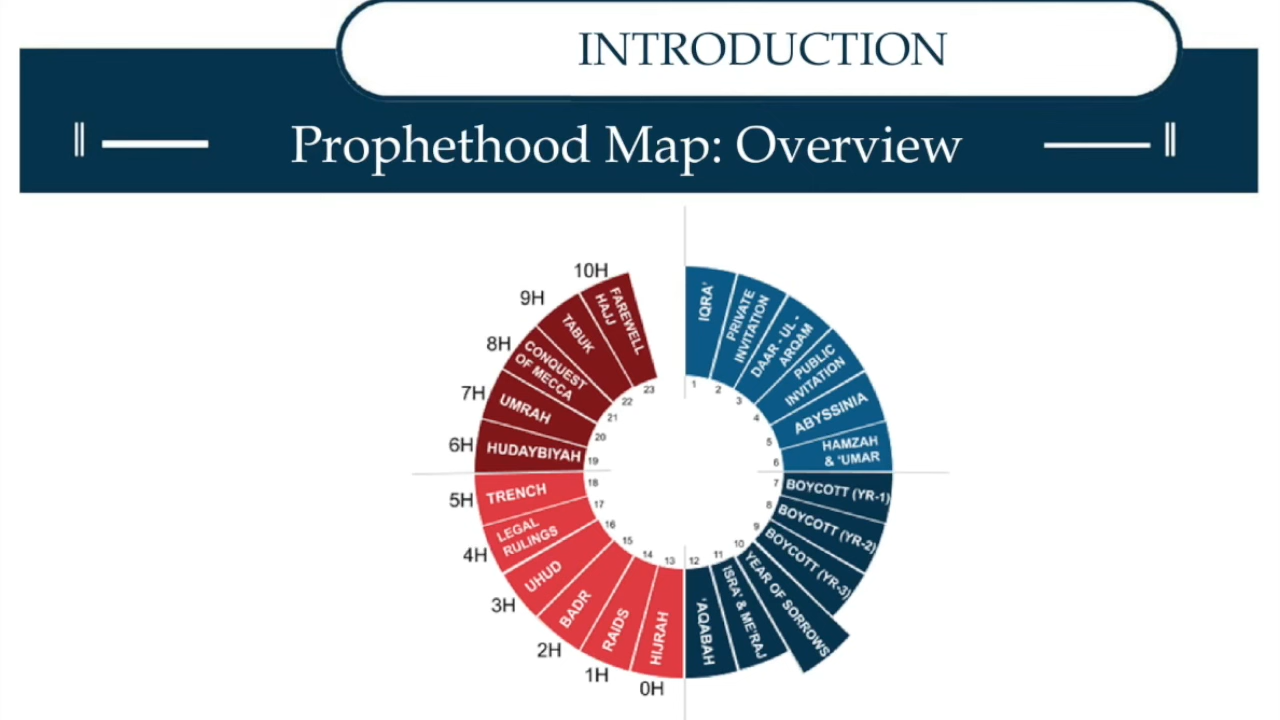 INTRODUCTION
Prophethood Map: Overview
IQRA'
1
PRIVATE
INVITATION
2
DAAR - UL -
ARQAM
3
PUBLIC
INVITATION
4
ABYSSINIA
5
HAMZAH
& 'UMAR
6
BOYCOTT (YR-1)
7
BOYCOTT (YR-2)
8
BOYCOTT (YR-3)
9
YEAR OF SORROWS
10
ISRA' & ME'RAJ
11
'AQABAH
12
HIJRAH
13
0H
RAIDS
14
1H
BADR
15
2H
UHUD
16
3H
LEGAL
RULINGS
17
4H
TRENCH
18
5H
HUDAYBIYAH
19
6H
UMRAH
20
7H
CONQUEST
OF MECCA
21
8H
TABUK
22
9H
FAREWELL
HAJJ
23
10H